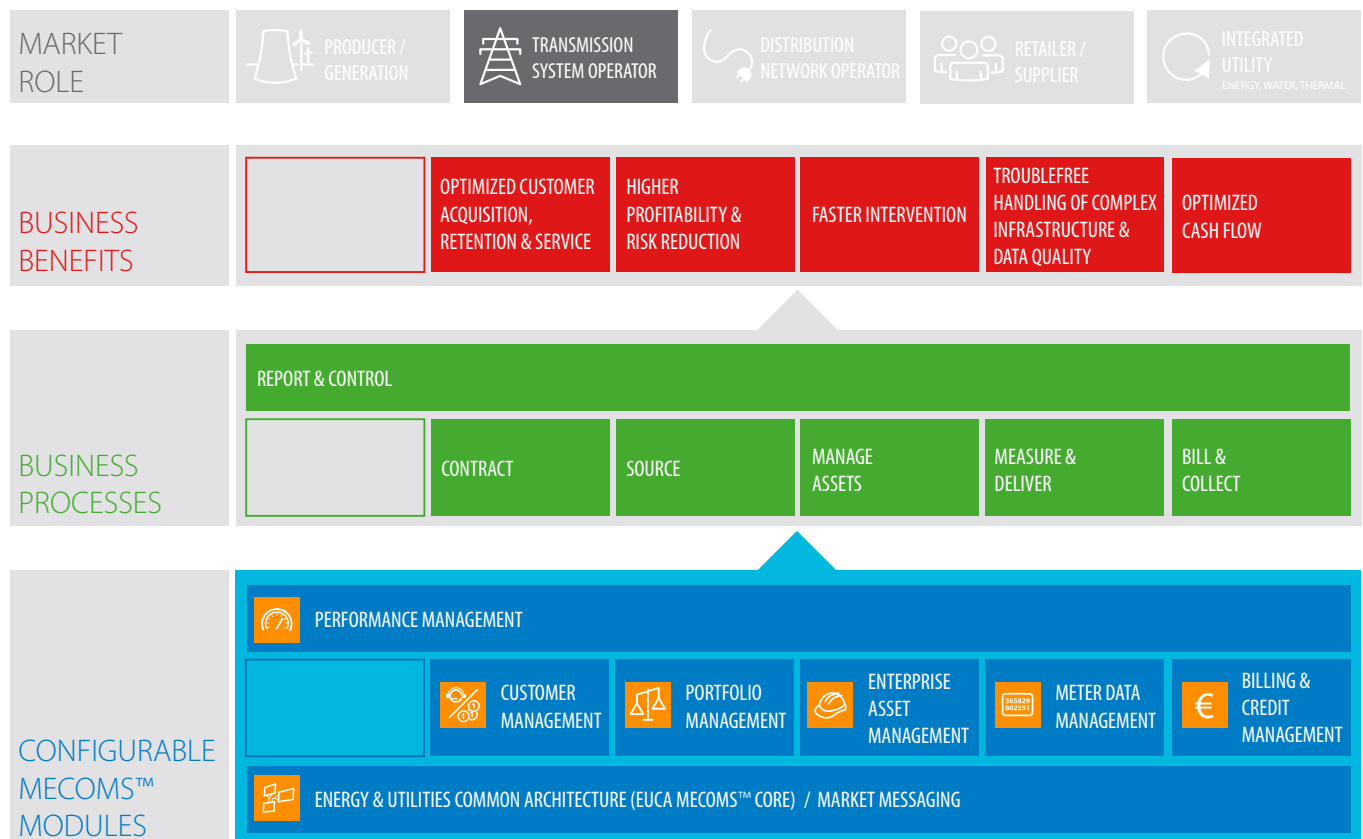 MARKET
ROLE
PRODUCER /
GENERATION
TRANSMISSION
SYSTEM OPERATOR
DISTRIBUTION
NETWORK OPERATOR
RETAILER /
SUPPLIER
INTEGRATED
UTILITY
ENERGY, WATER, THERMAL
BUSINESS
BENEFITS
OPTIMIZED CUSTOMER
ACQUISITION,
RETENTION & SERVICE
HIGHER
PROFITABILITY &
RISK REDUCTION
FASTER INTERVENTION
TROUBLEFREE
HANDLING OF COMPLEX
INFRASTRUCTURE &
DATA QUALITY
OPTIMIZED
CASH FLOW
BUSINESS
PROCESSES
REPORT & CONTROL
CONTRACT
SOURCE
MANAGE
ASSETS
MEASURE &
DELIVER
BILL &
COLLECT
CONFIGURABLE
MECOMS™
MODULES
PERFORMANCE MANAGEMENT
CUSTOMER
MANAGEMENT
PORTFOLIO
MANAGEMENT
ENTERPRISE
ASSET
MANAGEMENT
365829
802551
METER DATA
MANAGEMENT
€
BILLING &
CREDIT
MANAGEMENT
ENERGY & UTILITIES COMMON ARCHITECTURE (EUCA MECOMS™ CORE) / MARKET MESSAGING